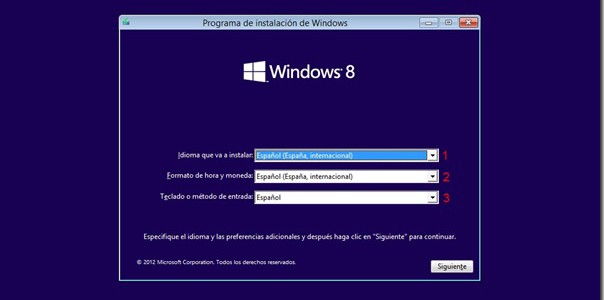 Programa de instalación de Windows
Windows 8
Idioma que va a instalar: Español (España, internacional) 1
Formato de hora y moneda: Español (España, internacional) 2
Teclado o método de entrada: Español 3
Especifique el idioma y las preferencias adicionales y después haga clic en "Siguiente" para continuar.
© 2012 Microsoft Corporation. Todos los derechos reservados.
Siguiente